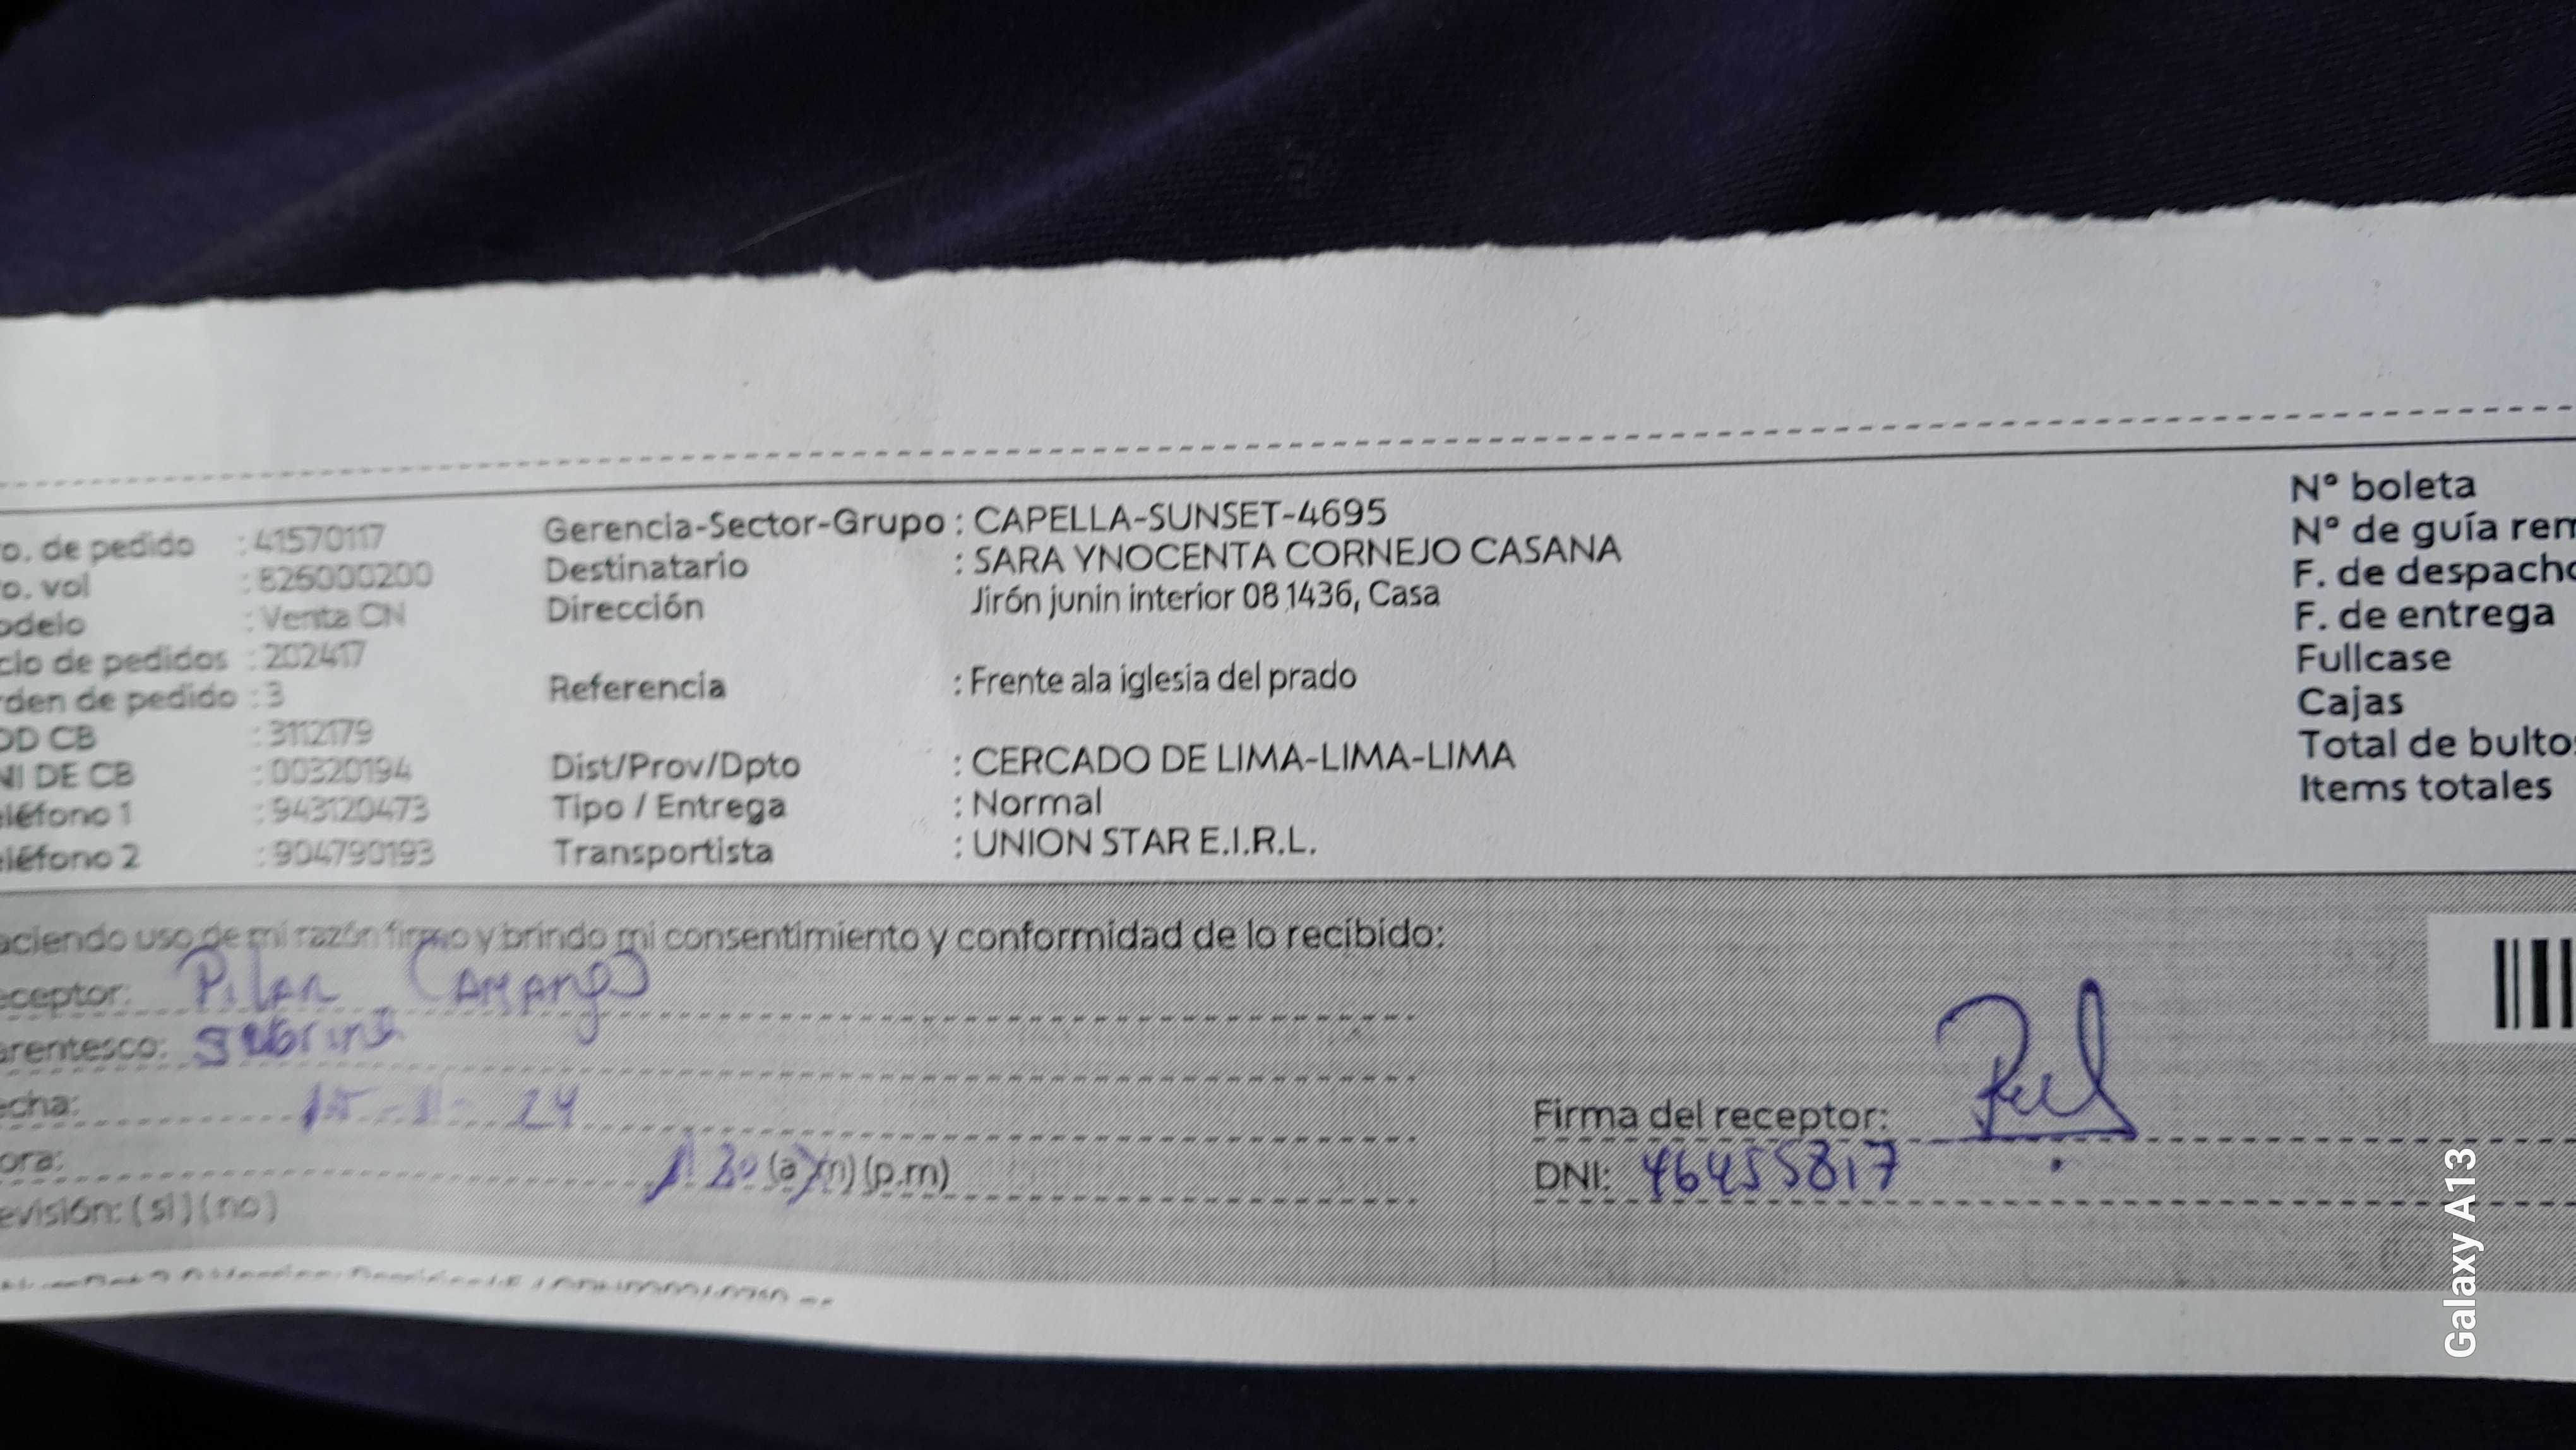 o. de pedido : 41570117 Gerencia-Sector-Grupo : CAPELLA-SUNSET-4695 N° boleta
o. vol : 825000200 Destinatario : SARA YNOCENTA CORNEJO CASANA N° de guía rem
odelo : Venta CN Dirección Jirón junin interior 08 1436, Casa F. de despacho
clo de pedidos : 202417 F. de entrega
rden de pedido : 3 Referencia : Frente ala iglesia del prado Fullcase
OD CB : 3112179 Cajas
NI DE CB : 00320194 Dist/Prov/Dpto : CERCADO DE LIMA-LIMA-LIMA Total de bultos
eléfono 1 : 943120473 Tipo / Entrega : Normal Items totales
eléfono 2 : 904790193 Transportista : UNION STAR E.I.R.L.
aciendo uso de mi razón firmo y brindo mi consentimiento y conformidad de lo recibido:
eceptor: Pilar Camango
arentesco: Sobrina
echa: 15-11-24 Firma del receptor:
ora: (a.m) (p.m) DNI: 46455817
evisión: (si) (no)
Galaxy A13